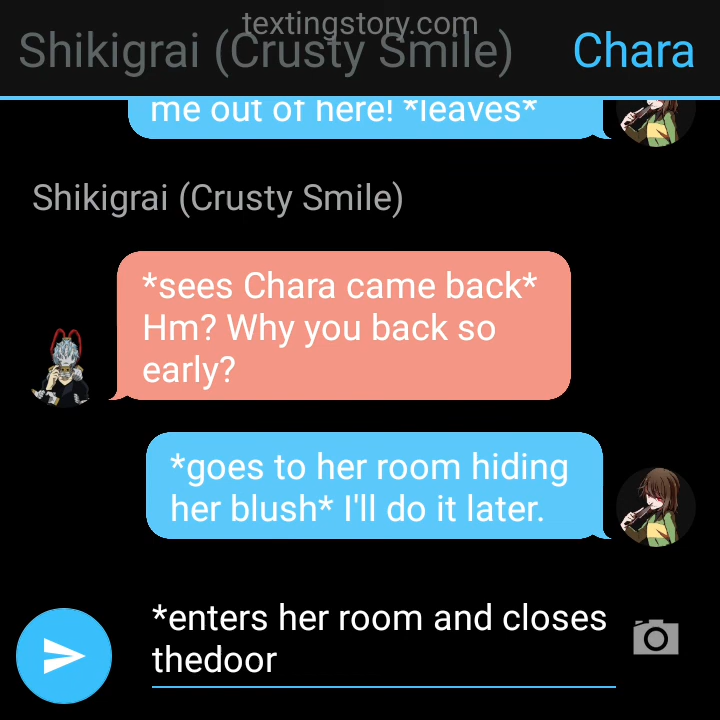 textingstory.com
Shikigrai (Crusty Smile)
Chara
me out of here! *leaves*
Shikigrai (Crusty Smile)
*sees Chara came back*
Hm? Why you back so
early?
*goes to her room hiding
her blush* I'll do it later.
*enters her room and closes
thedoor